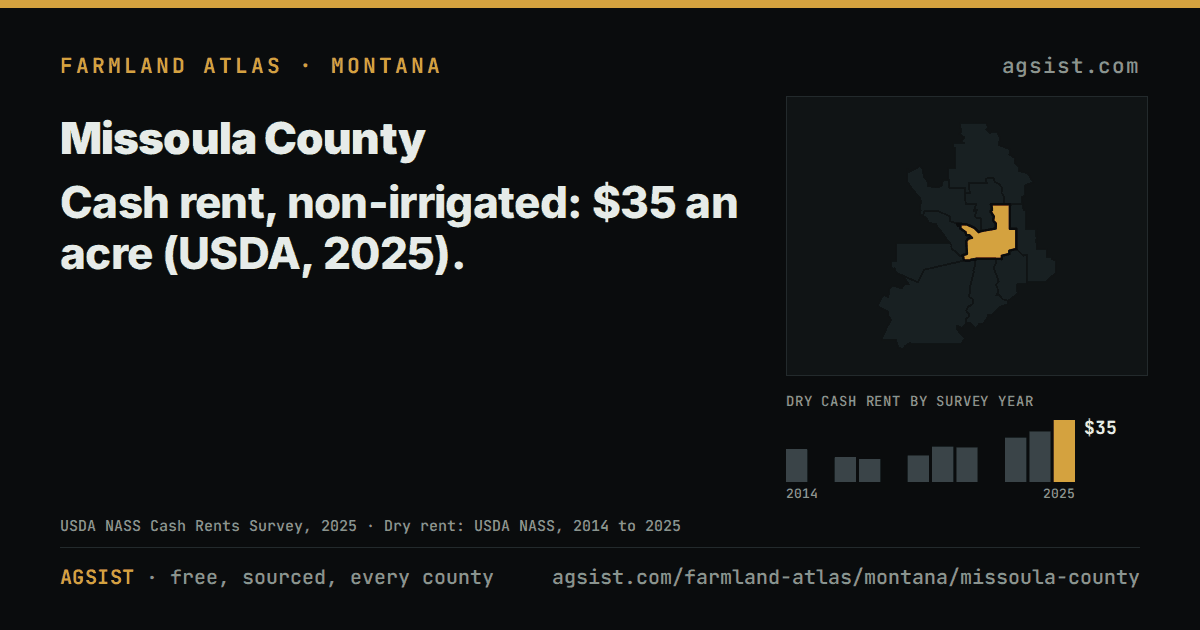 FARMLAND ATLAS · MONTANA
agsist.com
Missoula County
Cash rent, non-irrigated: $35 an
acre (USDA, 2025).
DRY CASH RENT BY SURVEY YEAR
$35
2014
2025
USDA NASS Cash Rents Survey, 2025 · Dry rent: USDA NASS, 2014 to 2025
AGSIST · free, sourced, every county
agsist.com/farmland-atlas/montana/missoula-county